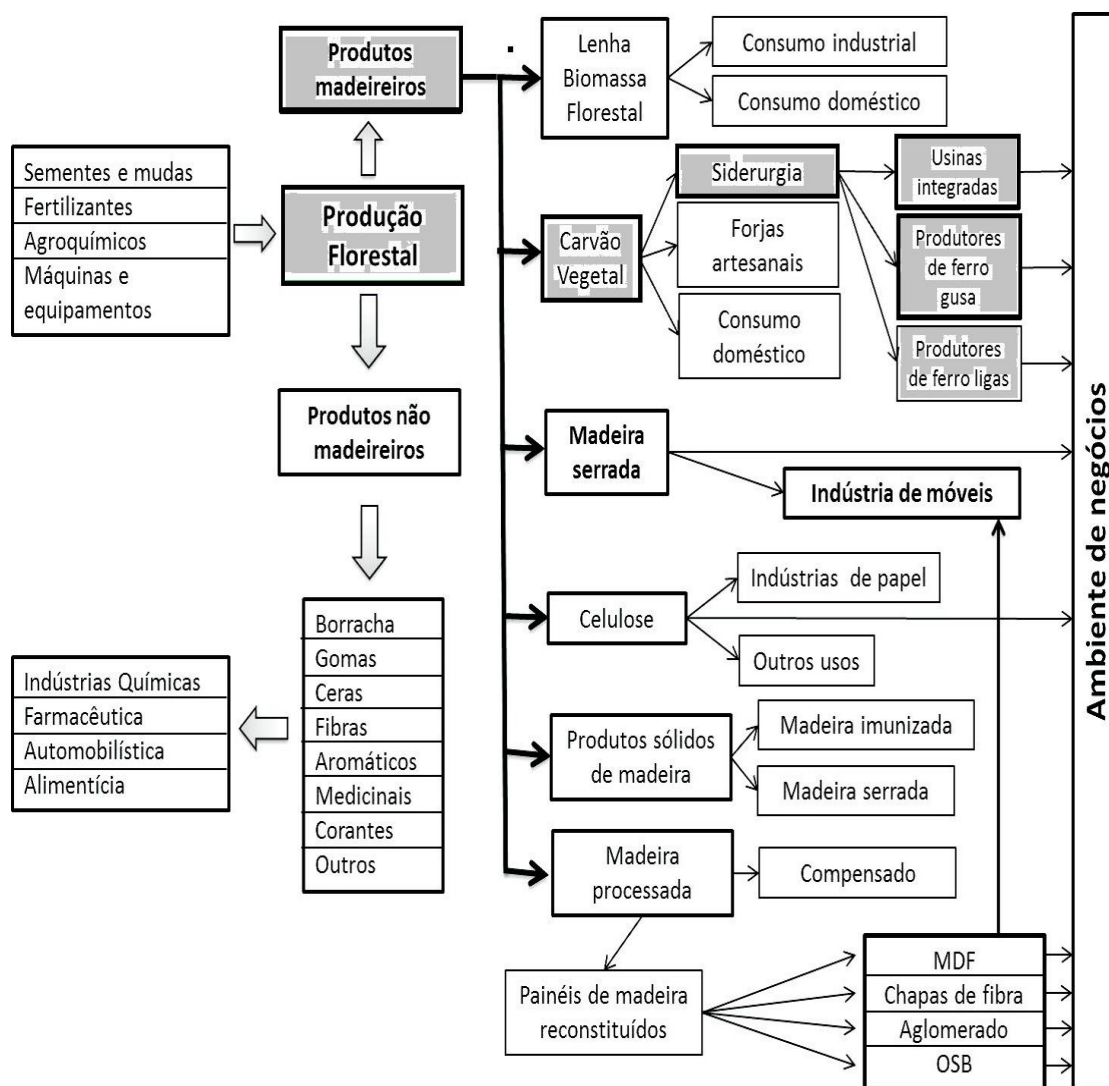 Produtos
madeireiros
Lenha
Biomassa
Florestal
Consumo industrial
Consumo doméstico
Sementes e mudas
Fertilizantes
Agroquímicos
Máquinas e
equipamentos
Produção
Florestal
Carvão
Vegetal
Siderurgia
Forjas
artesanais
Consumo
doméstico
Usinas
integradas
Produtores
de ferro
gusa
Produtores
de ferro ligas
Produtos não
madeireiros
Madeira
serrada
Indústria de móveis
Ambiente de negócios
Celulose
Indústrias de papel
Outros usos
Borracha
Gomas
Ceras
Fibras
Aromáticos
Medicinais
Corantes
Outros
Indústrias Químicas
Farmacêutica
Automobilística
Alimentícia
Produtos sólidos
de madeira
Madeira imunizada
Madeira serrada
Madeira
processada
Compensado
Painéis de madeira
reconstituídos
MDF
Chapas de fibra
Aglomerado
OSB